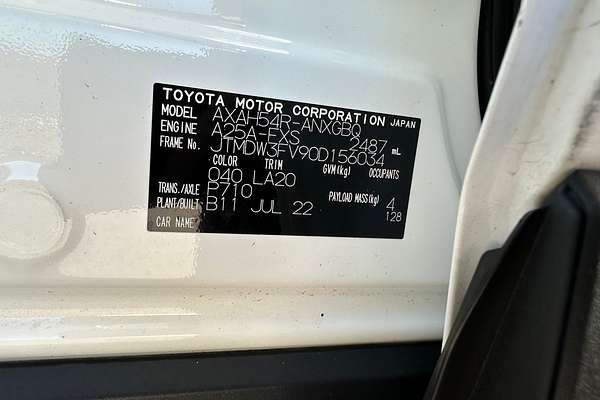 TOYOTA MOTOR CORPORATION JAPAN
MODEL AXAH54R-ANXGBQ
ENGINE A25A-FXS 2487 mL
FRAME No. JTMDW3FV90D156034
COLOR TRIM GVM(kg) OCCUPANTS
040 LA20
TRANS./AXLE P710 PAYLOAD MASS(kg) 4
PLANT/BUILT B11 JUL 22 128
CAR NAME